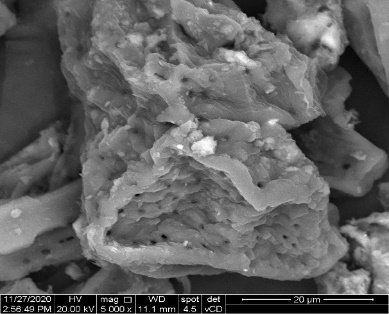 11/27/2020 HV mag □ WD spot det
2:56:49 PM 20.00 kV 5 000 x 11.1 mm 4.5 vCD 20 µm